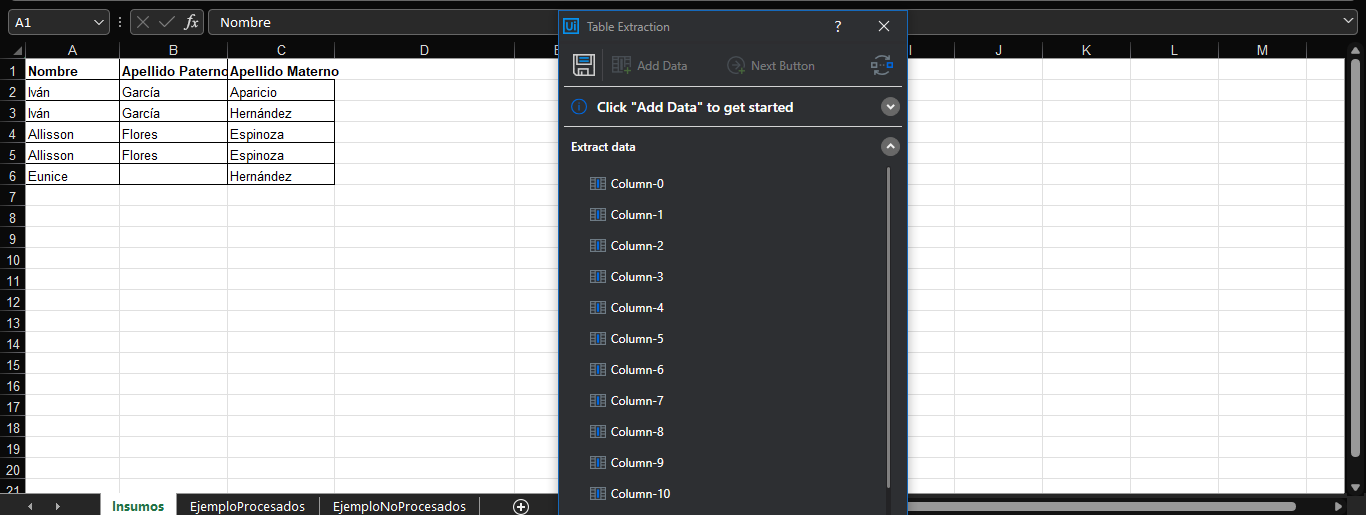 A1 fx Nombre
A B C D E I J K L M
1 Nombre Apellido Paterno Apellido Materno
2 Iván García Aparicio
3 Iván García Hernández
4 Allisson Flores Espinoza
5 Allisson Flores Espinoza
6 Eunice Hernández
7
8
9
10
11
12
13
14
15
16
17
18
19
20
21
Insumos EjemploProcesados EjemploNoProcesados
Ui Table Extraction ?
Add Data Next Button
Click "Add Data" to get started
Extract data
Column-0
Column-1
Column-2
Column-3
Column-4
Column-5
Column-6
Column-7
Column-8
Column-9
Column-10